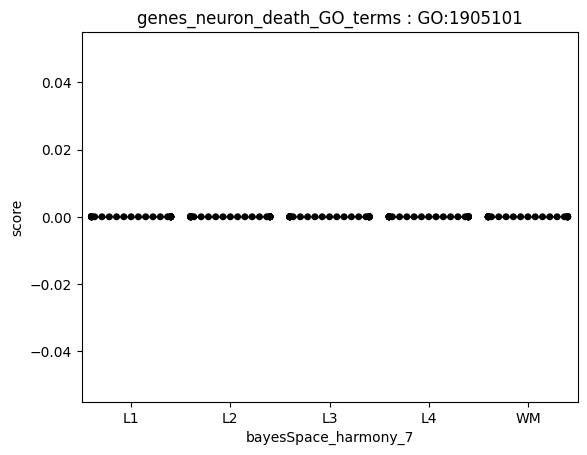 genes_neuron_death_GO_terms : GO:1905101
0.04
0.02
0.00
−0.02
−0.04
score
L1 L2 L3 L4 WM
bayesSpace_harmony_7